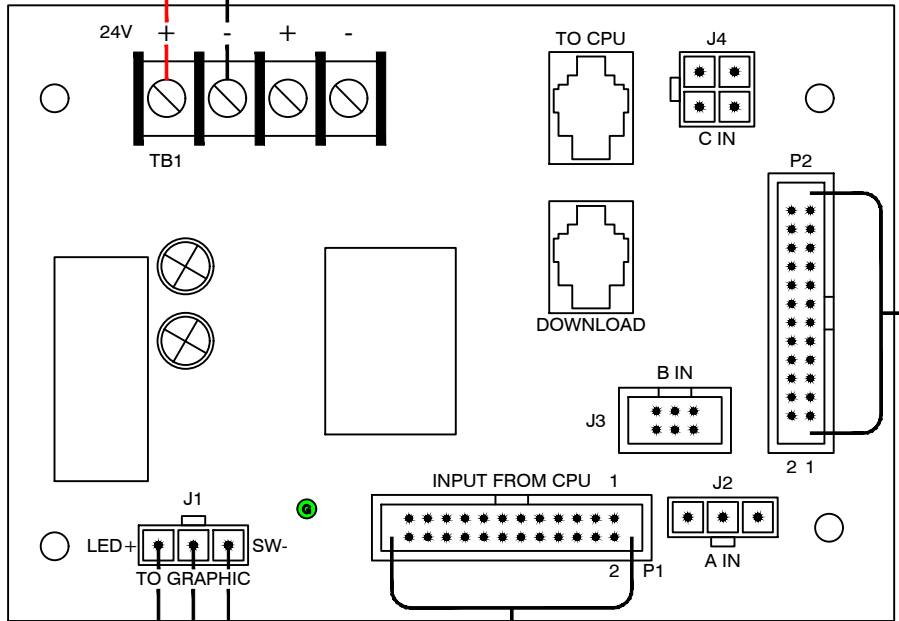 24V + - + -
TB1
TO CPU
J4
C IN
P2
DOWNLOAD
B IN
J3
2 1
INPUT FROM CPU 1
J2
J1
G
LED+
SW-
A IN
TO GRAPHIC
2 P1